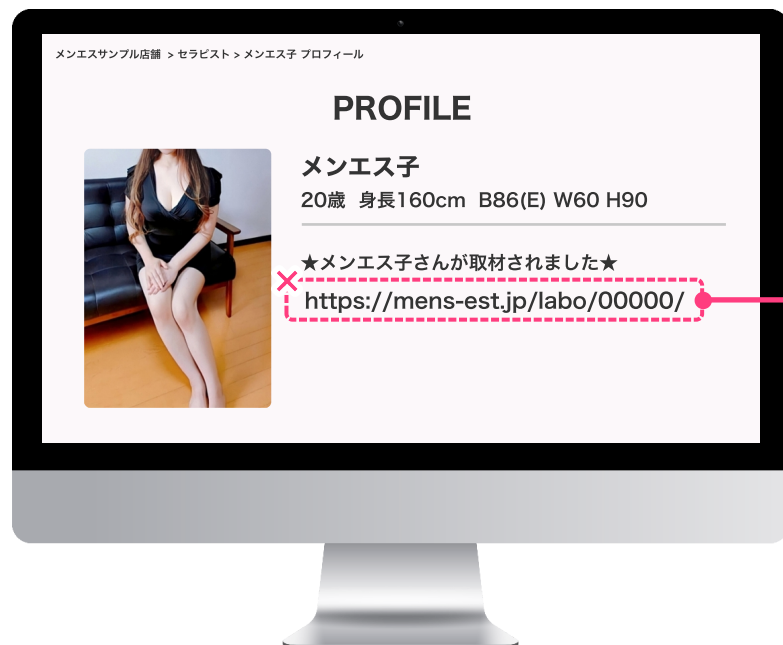 メンエスサンプル店舗 > セラピスト > メンエス子 プロフィール
PROFILE
メンエス子
20歳 身長160cm B86(E) W60 H90
★メンエス子さんが取材されました★
https://mens-est.jp/labo/00000/